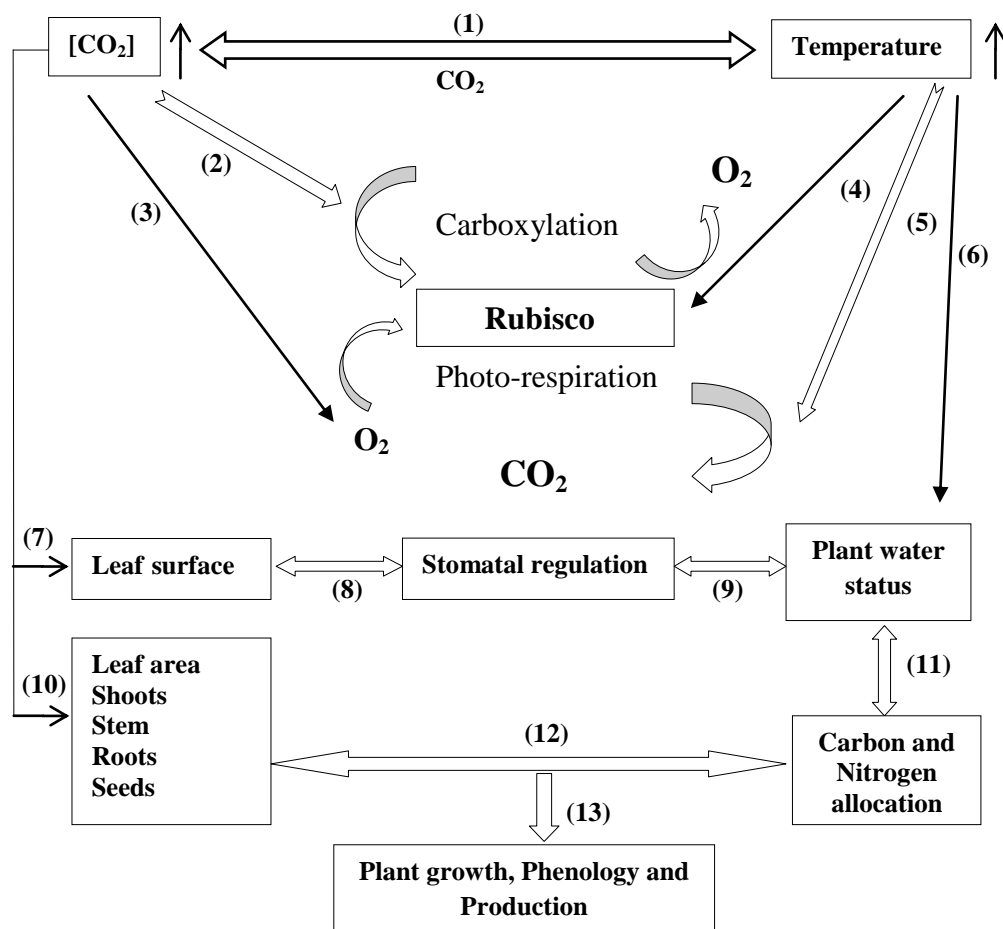 (1)
[CO₂]
Temperature
CO₂
(2)
(3)
O₂
(4)
(5)
(6)
Carboxylation
Rubisco
Photo-respiration
O₂
CO₂
(7)
Leaf surface
(8)
Stomatal regulation
(9)
Plant water
status
(10)
Leaf area
Shoots
Stem
Roots
Seeds
(11)
(12)
Carbon and
Nitrogen
allocation
(13)
Plant growth, Phenology and
Production